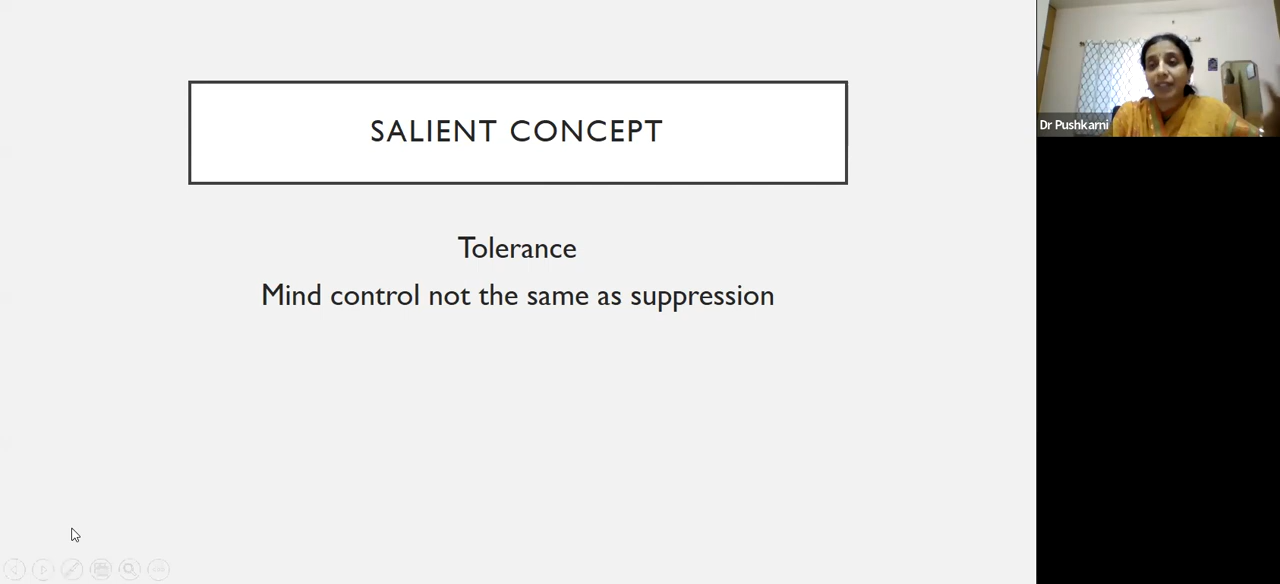 SALIENT CONCEPT
Tolerance
Mind control not the same as suppression
Dr Pushkarni